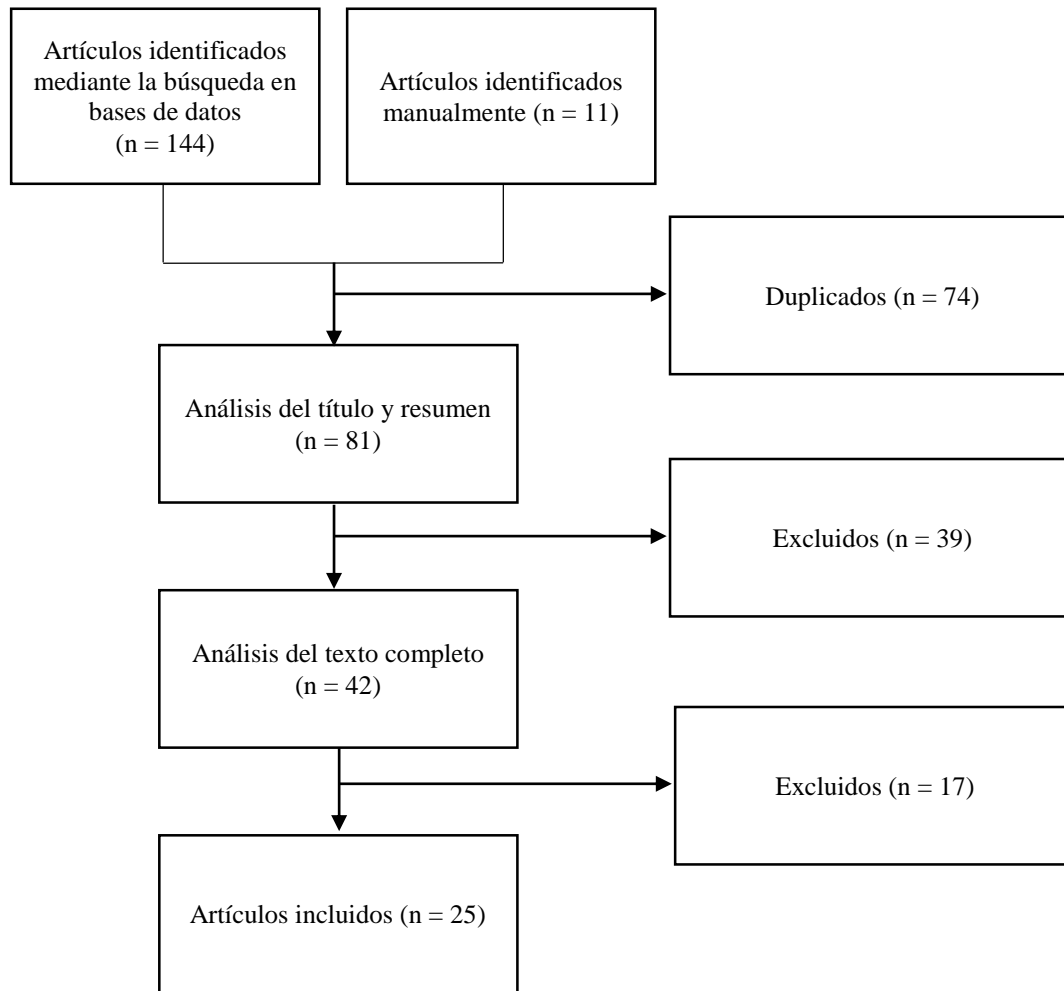 Artículos identificados
mediante la búsqueda en
bases de datos
(n = 144)
Artículos identificados
manualmente (n = 11)
Duplicados (n = 74)
Análisis del título y resumen
(n = 81)
Excluidos (n = 39)
Análisis del texto completo
(n = 42)
Excluidos (n = 17)
Artículos incluidos (n = 25)